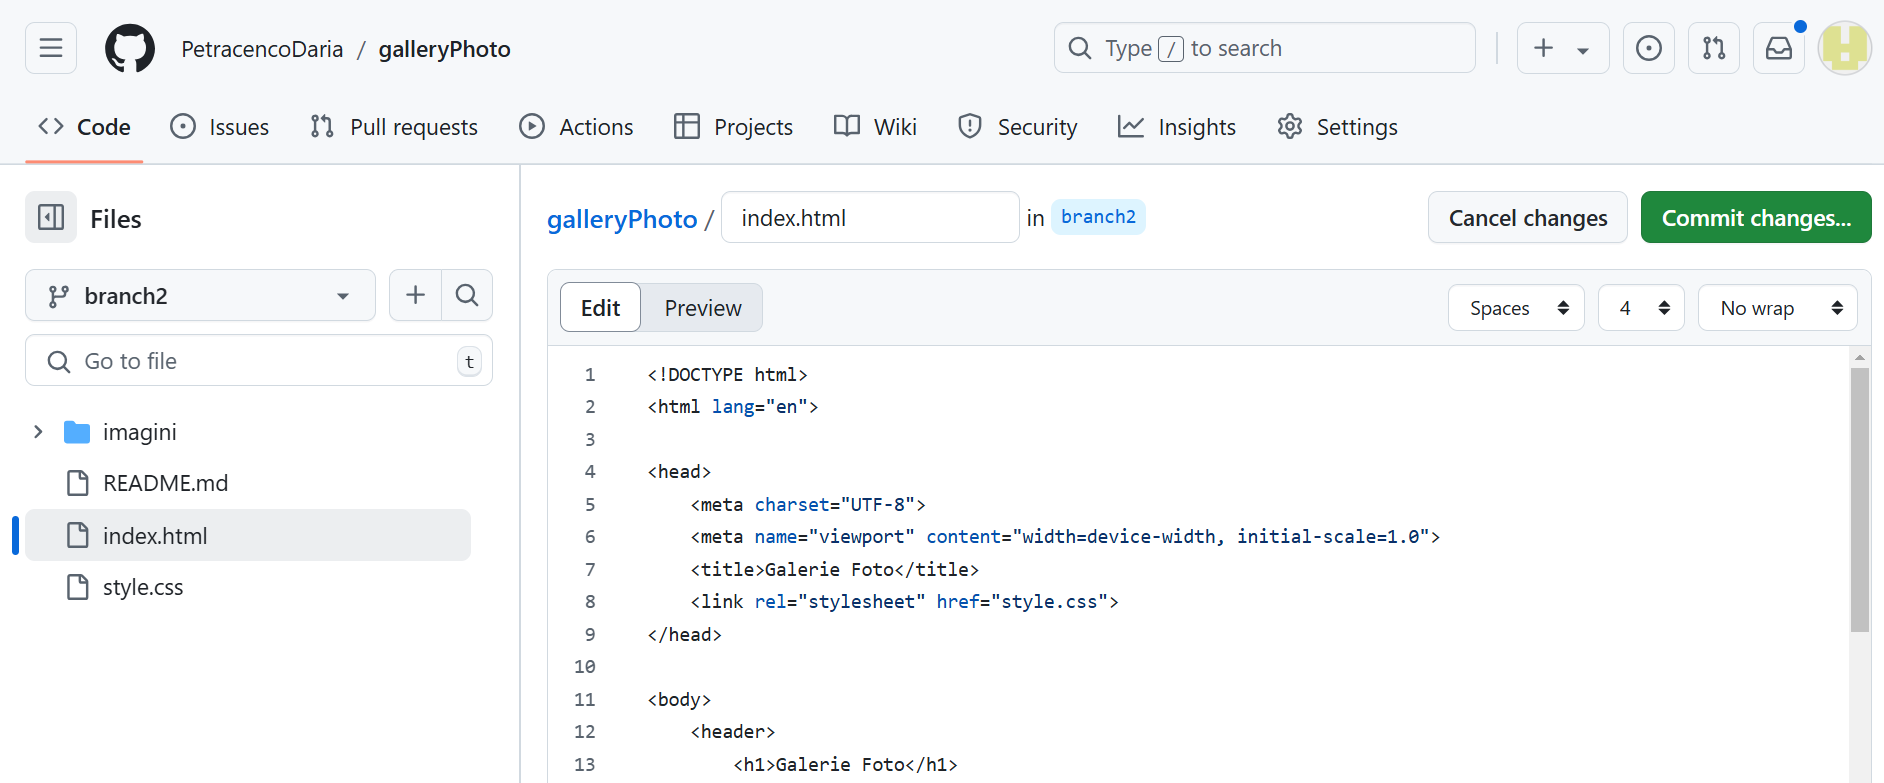 PetracencoDaria / galleryPhoto
Type / to search
Code Issues Pull requests Actions Projects Wiki Security Insights Settings
Files
branch2
Go to file t
imagini
README.md
index.html
style.css
galleryPhoto / index.html in branch2
Cancel changes Commit changes...
Edit Preview Spaces 4 No wrap
1 <!DOCTYPE html>
2 <html lang="en">
3
4 <head>
5     <meta charset="UTF-8">
6     <meta name="viewport" content="width=device-width, initial-scale=1.0">
7     <title>Galerie Foto</title>
8     <link rel="stylesheet" href="style.css">
9 </head>
10
11 <body>
12     <header>
13         <h1>Galerie Foto</h1>